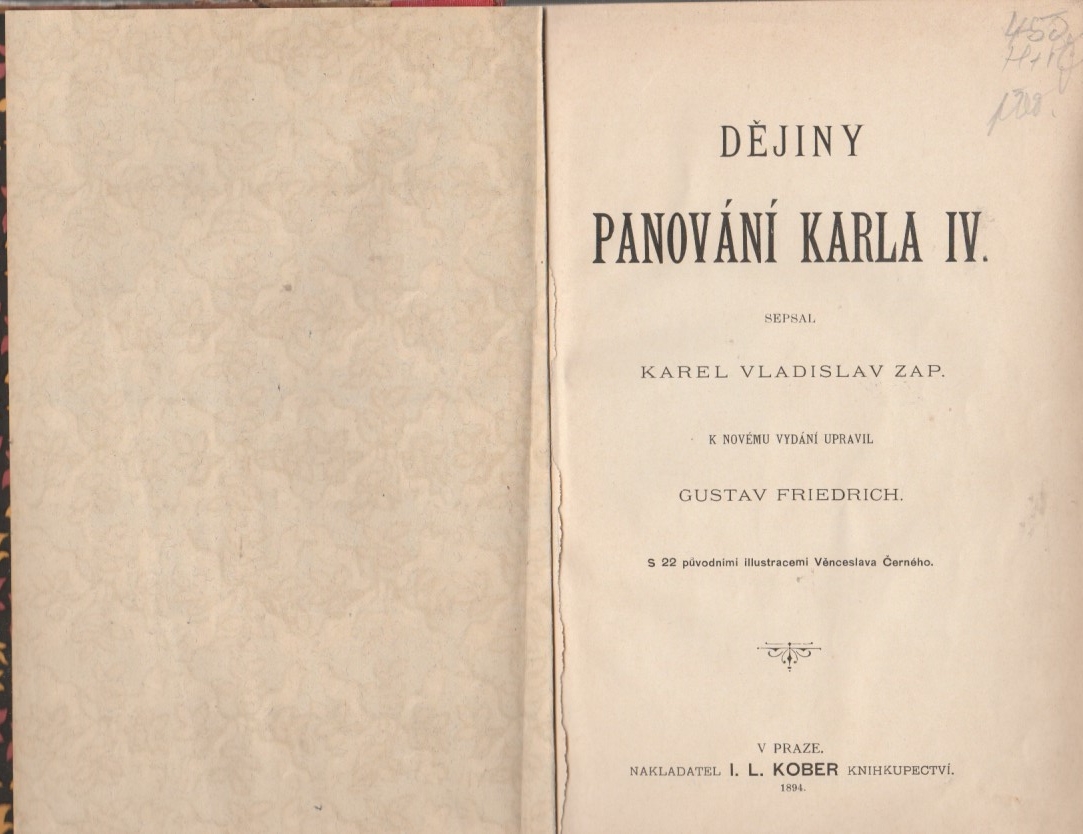 DĚJINY
PANOVÁNÍ KARLA IV.
SEPSAL
KAREL VLADISLAV ZAP.
K NOVÉMU VYDÁNÍ UPRAVIL
GUSTAV FRIEDRICH.
S 22 původními illustracemi Věnceslava Černého.
V PRAZE.
NAKLADATEL I. L. KOBER KNIHKUPECTVÍ.
1894.